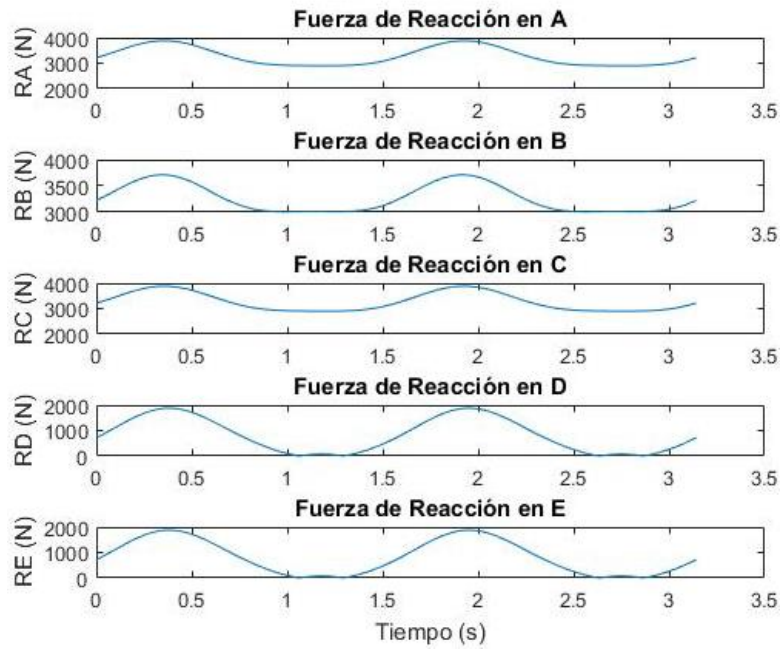 Fuerza de Reacción en A
RA (N)
4000
3000
2000
0 0.5 1 1.5 2 2.5 3 3.5
Fuerza de Reacción en B
RB (N)
4000
3500
3000
0 0.5 1 1.5 2 2.5 3 3.5
Fuerza de Reacción en C
RC (N)
4000
3000
2000
0 0.5 1 1.5 2 2.5 3 3.5
Fuerza de Reacción en D
RD (N)
2000
1000
0
0 0.5 1 1.5 2 2.5 3 3.5
Fuerza de Reacción en E
RE (N)
2000
1000
0
0 0.5 1 1.5 2 2.5 3 3.5
Tiempo (s)